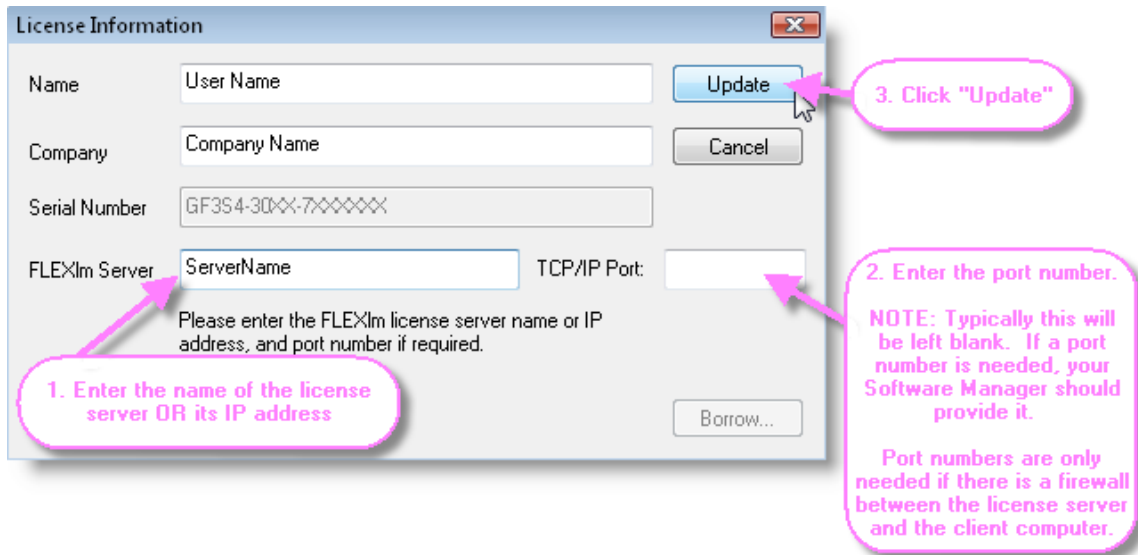 License Information
Name
User Name
Update
3. Click "Update"
Company
Company Name
Cancel
Serial Number
GF3S4-30XX-7XXXXXX
FLEXlm Server
ServerName
TCP/IP Port:
Please enter the FLEXlm license server name or IP
address, and port number if required.
1. Enter the name of the license
server OR its IP address
2. Enter the port number.
NOTE: Typically this will
be left blank. If a port
number is needed, your
Software Manager should
provide it.
Port numbers are only
needed if there is a firewall
between the license server
and the client computer.
Borrow...